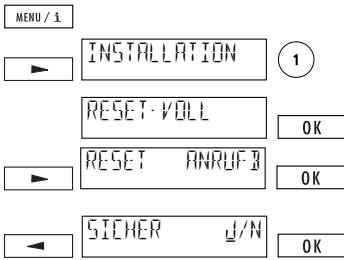 MENU / i
INSTALLATION 1
RESET-VOLL
OK
RESET ANRUFB
OK
SICHER J/N
OK